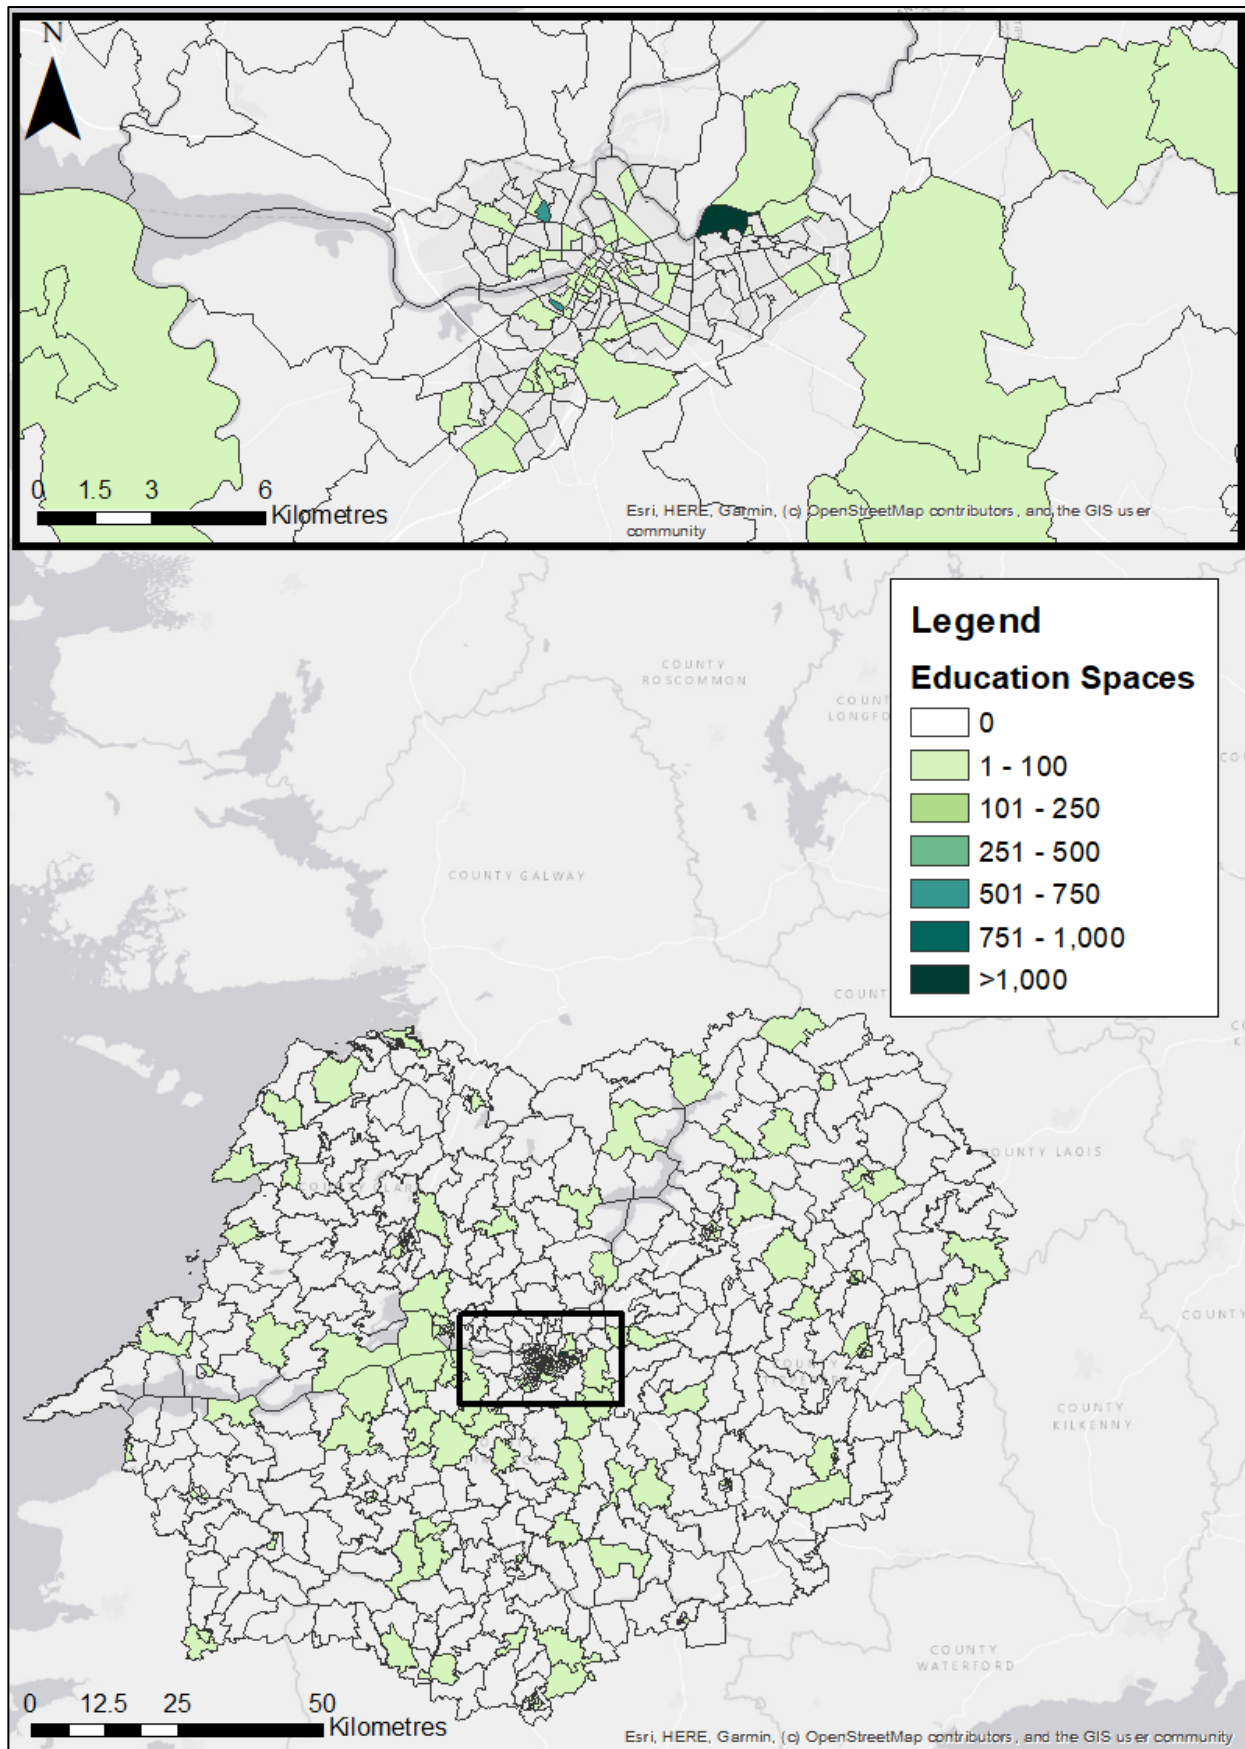 N
0 1.5 3 6
Kilometres
Esri, HERE, Garmin, (c) OpenStreetMap contributors, and the GIS user
community
Legend
Education Spaces
0
1 - 100
101 - 250
251 - 500
501 - 750
751 - 1,000
>1,000
COUNTY
ROSCOMMON
COUNTY GALWAY
COUNTY LAOIS
COUNTY
COUNTY
KILKENNY
COUNTY
WATERFORD
0 12.5 25 50
Kilometres
Esri, HERE, Garmin, (c) OpenStreetMap contributors, and the GIS user community